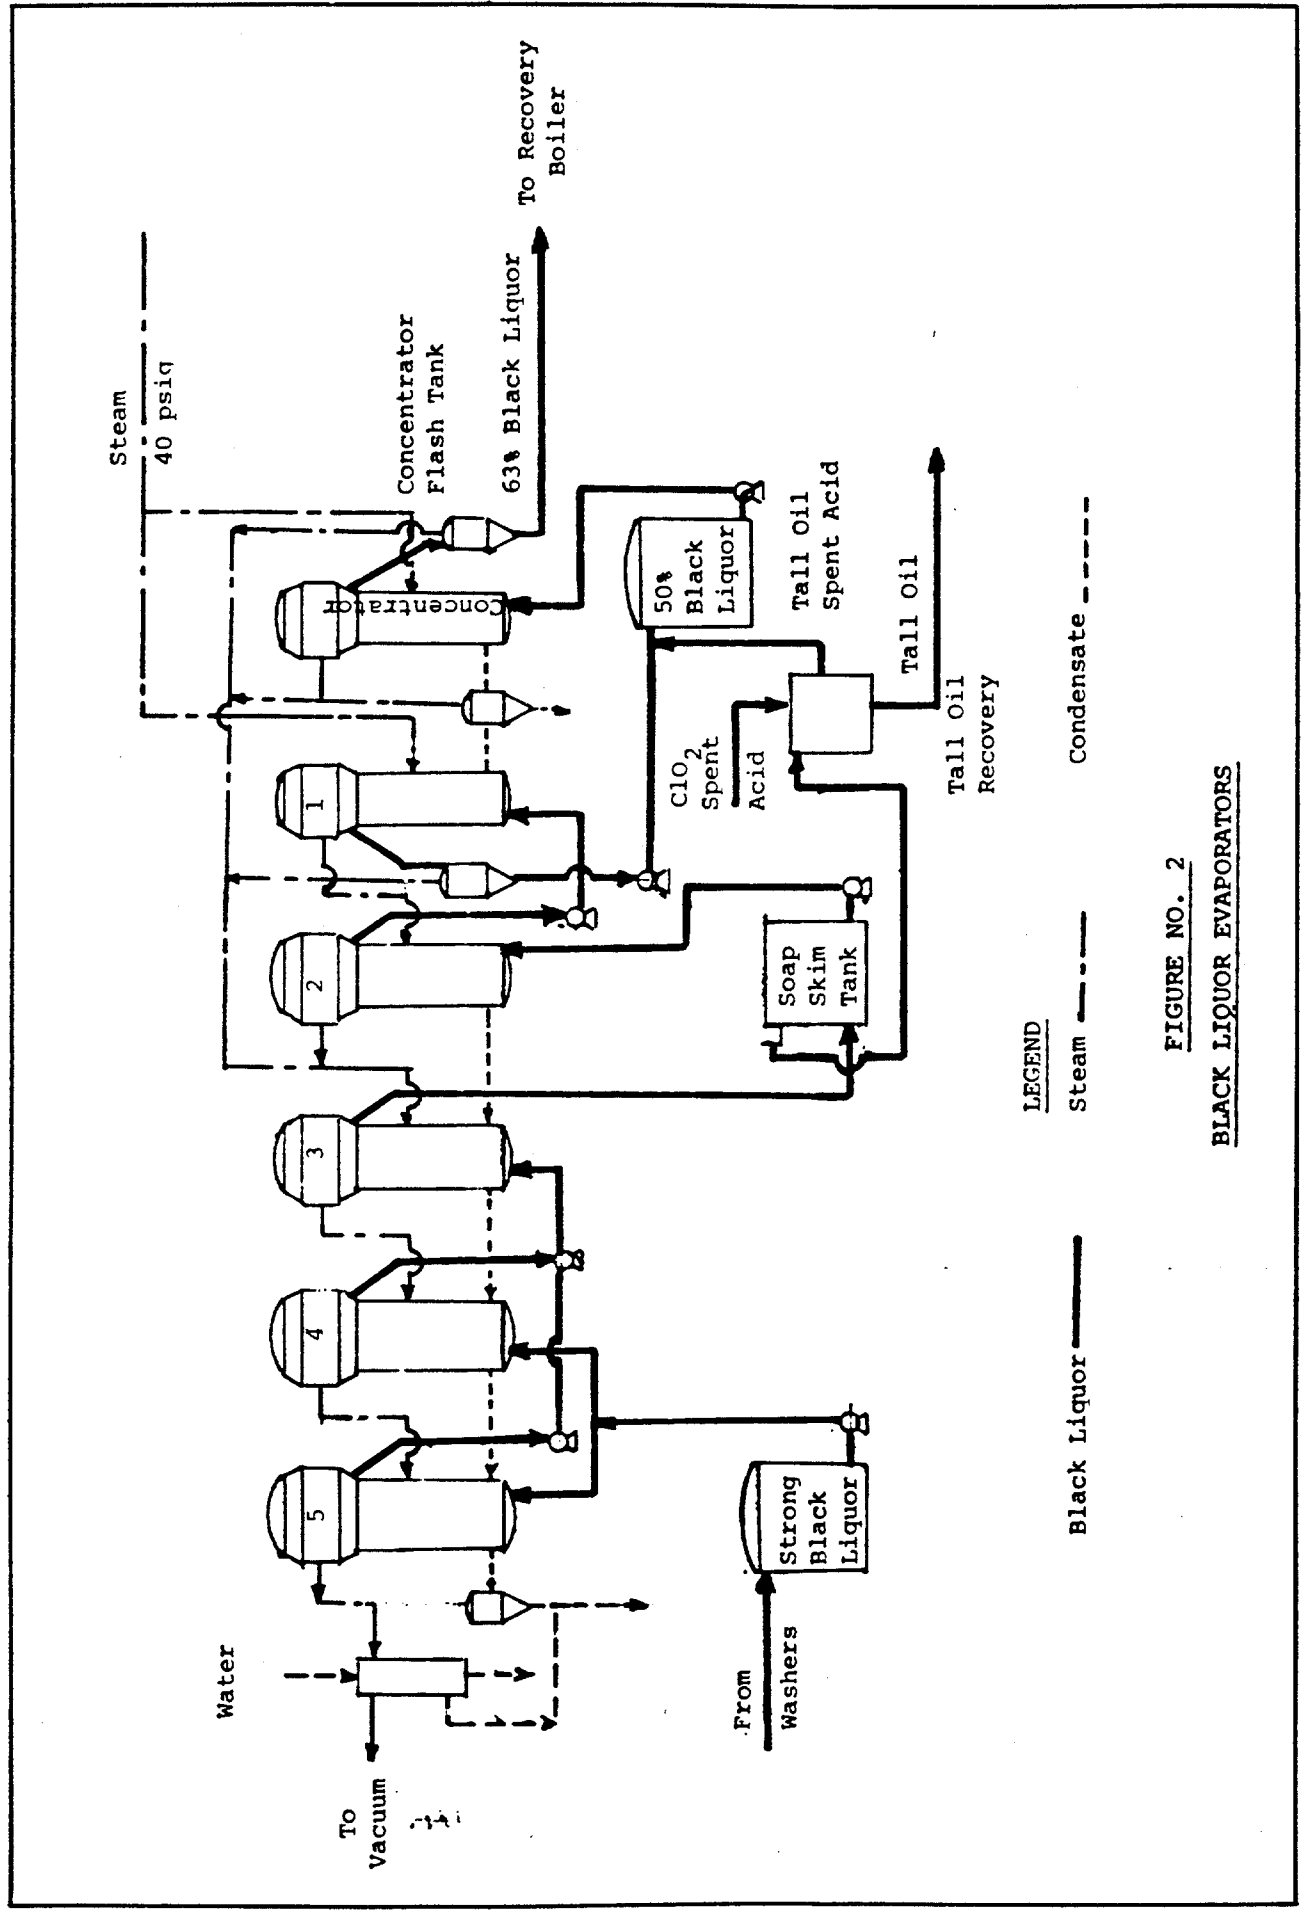 Steam
40 psig
Concentrator
Flash Tank
63% Black Liquor
To Recovery
Boiler
Water
To
Vacuum
5
4
3
2
1
Concentrator
From
Washers
Strong
Black
Liquor
Soap
Skim
Tank
ClO2
Spent
Acid
50%
Black
Liquor
Tall Oil
Spent Acid
Tall Oil
Tall Oil
Recovery
LEGEND
Black Liquor
Steam
Condensate
FIGURE NO. 2
BLACK LIQUOR EVAPORATORS